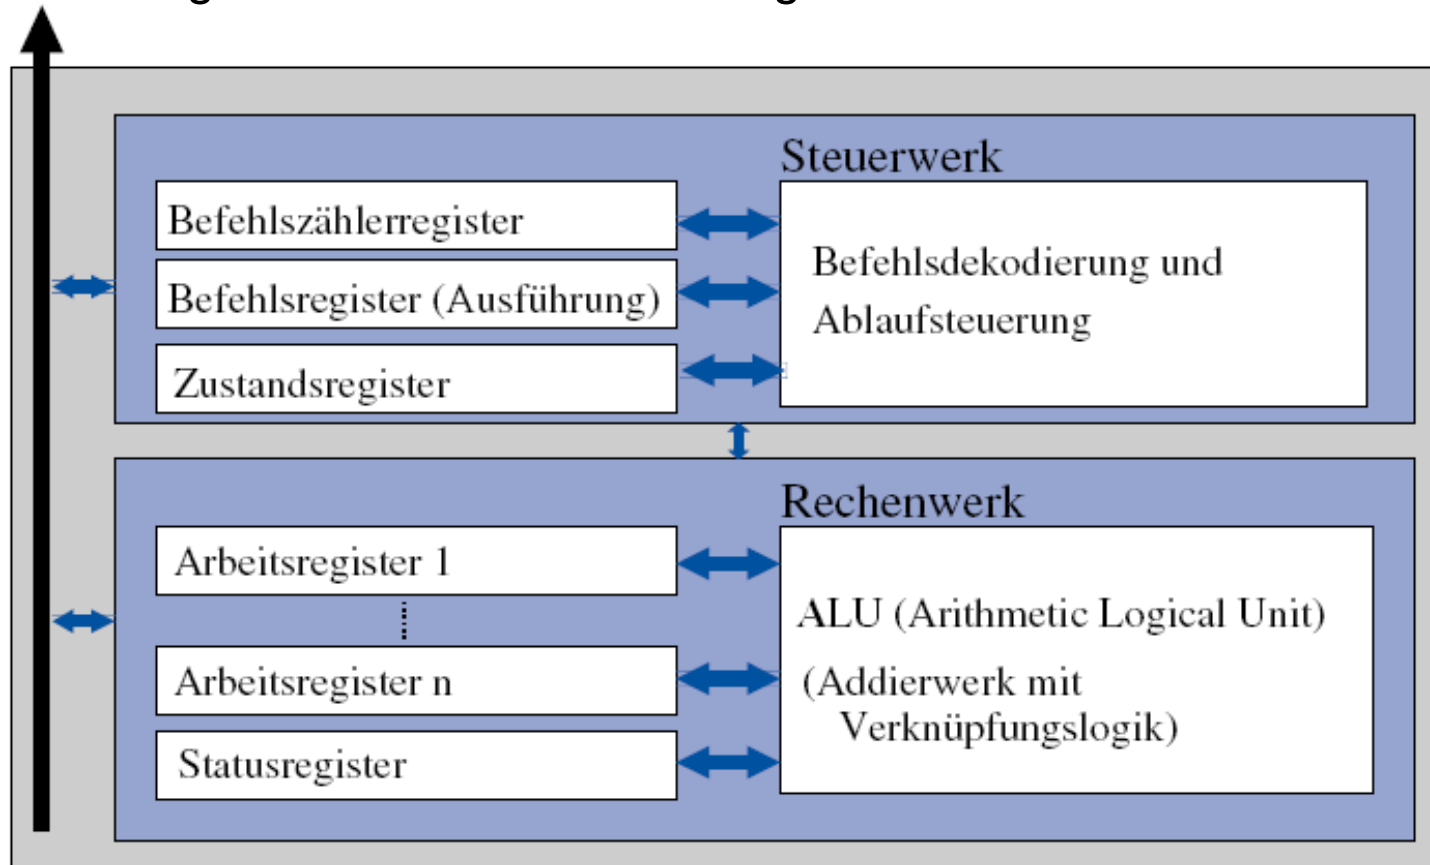 Steuerwerk
Befehlszählerregister
Befehlsregister (Ausführung)
Zustandsregister
Befehlsdekodierung und
Ablaufsteuerung
Rechenwerk
Arbeitsregister 1
Arbeitsregister n
Statusregister
ALU (Arithmetic Logical Unit)
(Addierwerk mit
Verknüpfungslogik)